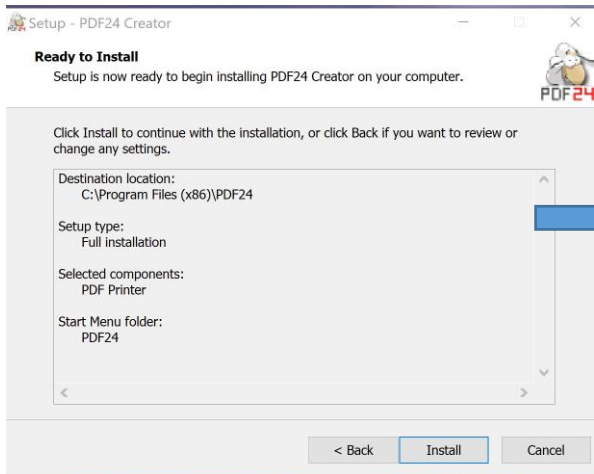 Setup - PDF24 Creator
Ready to Install
Setup is now ready to begin installing PDF24 Creator on your computer.
PDF24
Click Install to continue with the installation, or click Back if you want to review or
change any settings.
Destination location:
C:\Program Files (x86)\PDF24
Setup type:
Full installation
Selected components:
PDF Printer
Start Menu folder:
PDF24
< Back Install Cancel